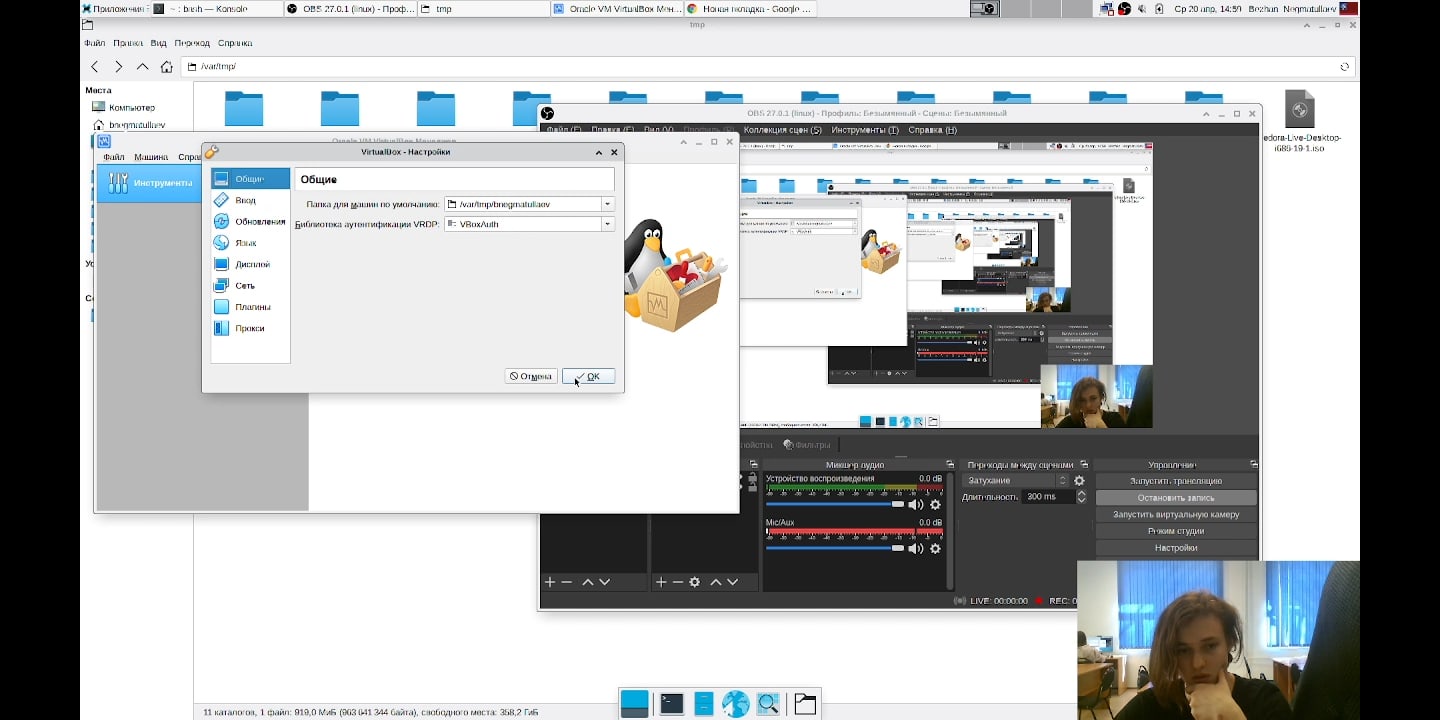 Приложения
~ : bash — Konsole
OBS 27.0.1 (linux) - Проф...
tmp
Oracle VM VirtualBox Мен...
Новая вкладка - Google ...
Ср 20 апр, 14:59 Bezhan Negmatullaev
tmp
Файл Правка Вид Переход Справка
/var/tmp/
Места
Компьютер
bnegmatullaev
edora-Live-Desktop-
i686-19-1.iso
OBS 27.0.1 (linux) - Профиль: Безымянный - Сцены: Безымянный
Файл (F) Правка (E) Вид (V) Коллекция сцен (S) Инструменты (T) Справка (H)
Oracle VM VirtualBox Менеджер
Файл Машина Спра
Инструменты
VirtualBox - Настройки
Общие
Ввод
Обновления
Язык
Дисплей
Сеть
Плагины
Прокси
Общие
Папка для машин по умолчанию: /var/tmp/bnegmatullaev
Библиотека аутентификации VRDP: VBoxAuth
Отмена
OK
Фильтры
Микшер аудио
Устройство воспроизведения 0.0 dB
Mic/Aux 0.0 dB
Переходы между сценами
Затухание
Длительность 300 ms
Управление
Запустить трансляцию
Остановить запись
Запустить виртуальную камеру
Режим студии
Настройки
LIVE: 00:00:00 REC: 0
11 каталогов, 1 файл: 919,0 МиБ (963 641 344 байта), свободного места: 358,2 ГиБ